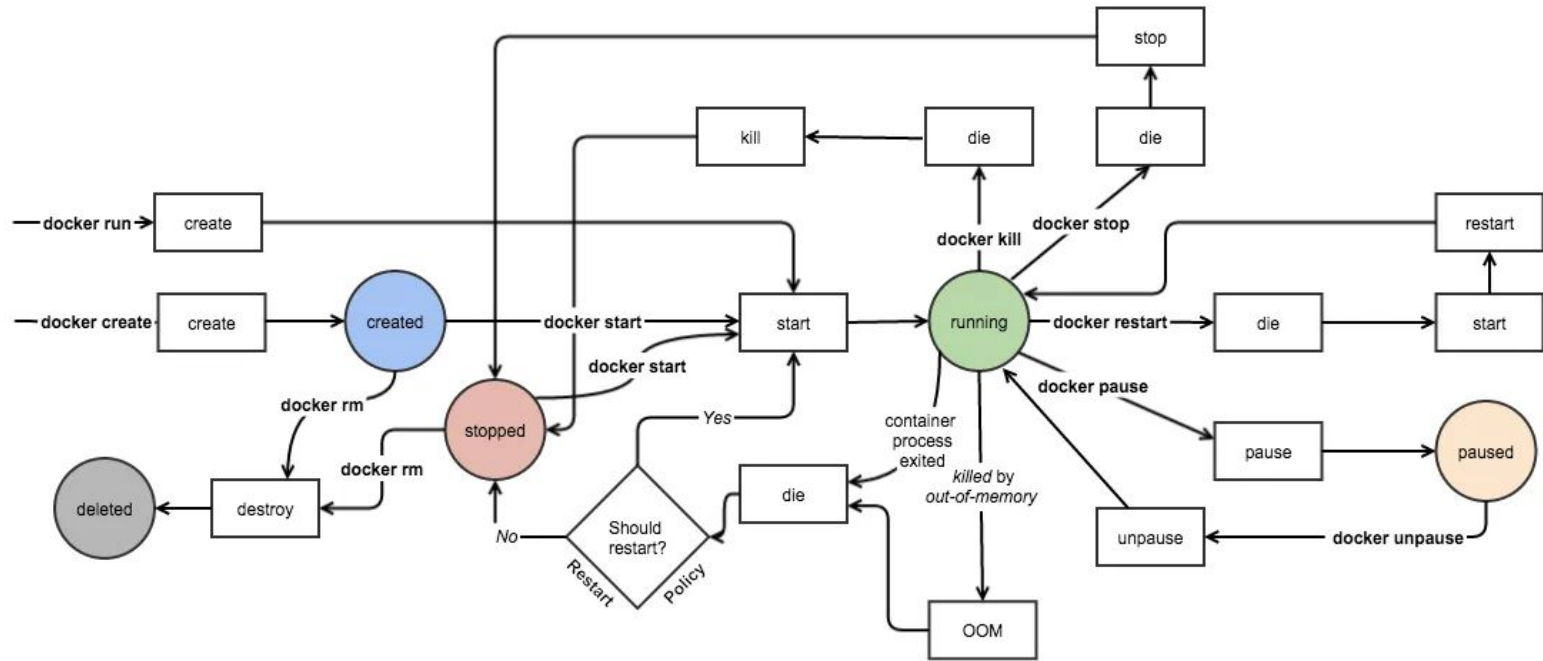 stop
kill
die
die
docker run
create
docker kill
docker stop
restart
docker create
create
created
docker start
start
running
docker restart
die
start
docker start
docker pause
docker rm
Yes
stopped
container
process
exited
pause
paused
docker rm
killed by
out-of-memory
die
deleted
destroy
No
Should
restart?
Restart
Policy
unpause
docker unpause
OOM